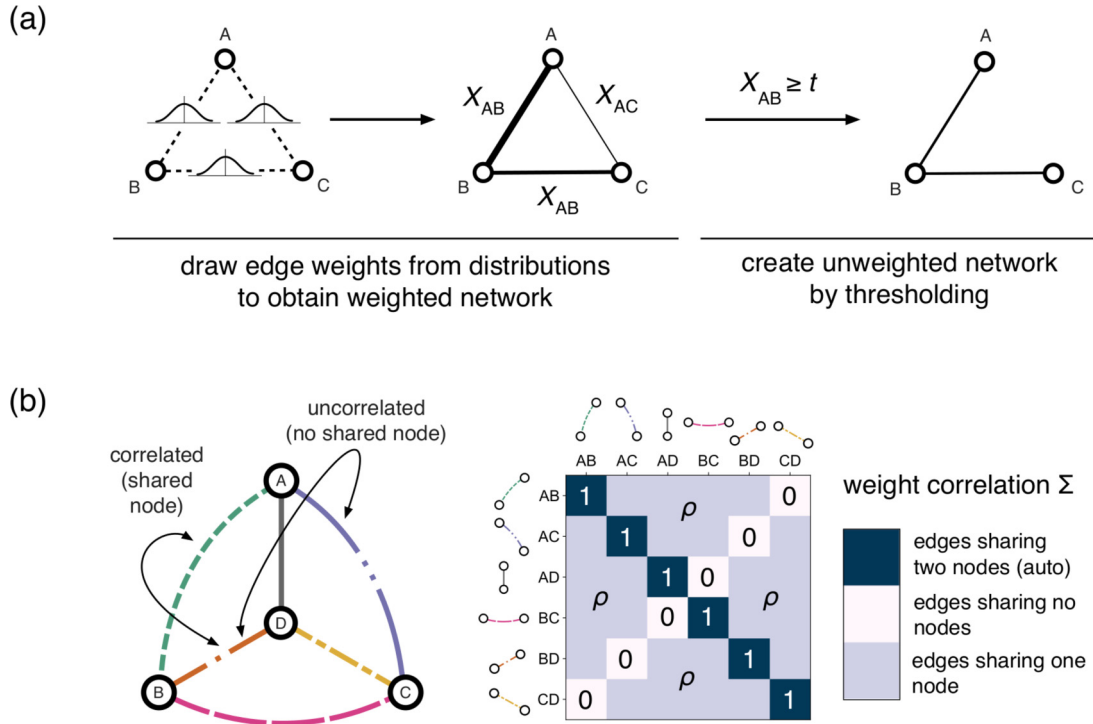 (a)
A
B
C
A
X_AB
X_AC
B
C
X_AB
X_AB ≥ t
A
B
C
draw edge weights from distributions
to obtain weighted network
create unweighted network
by thresholding
(b)
uncorrelated
(no shared node)
correlated
(shared
node)
A
D
B
C
AB AC AD BC BD CD
AB 1 ρ 0
AC 1 0
AD 1 0
ρ ρ
BC 0 1
BD 0 1
ρ
CD 0 1
weight correlation Σ
edges sharing
two nodes (auto)
edges sharing no
nodes
edges sharing one
node